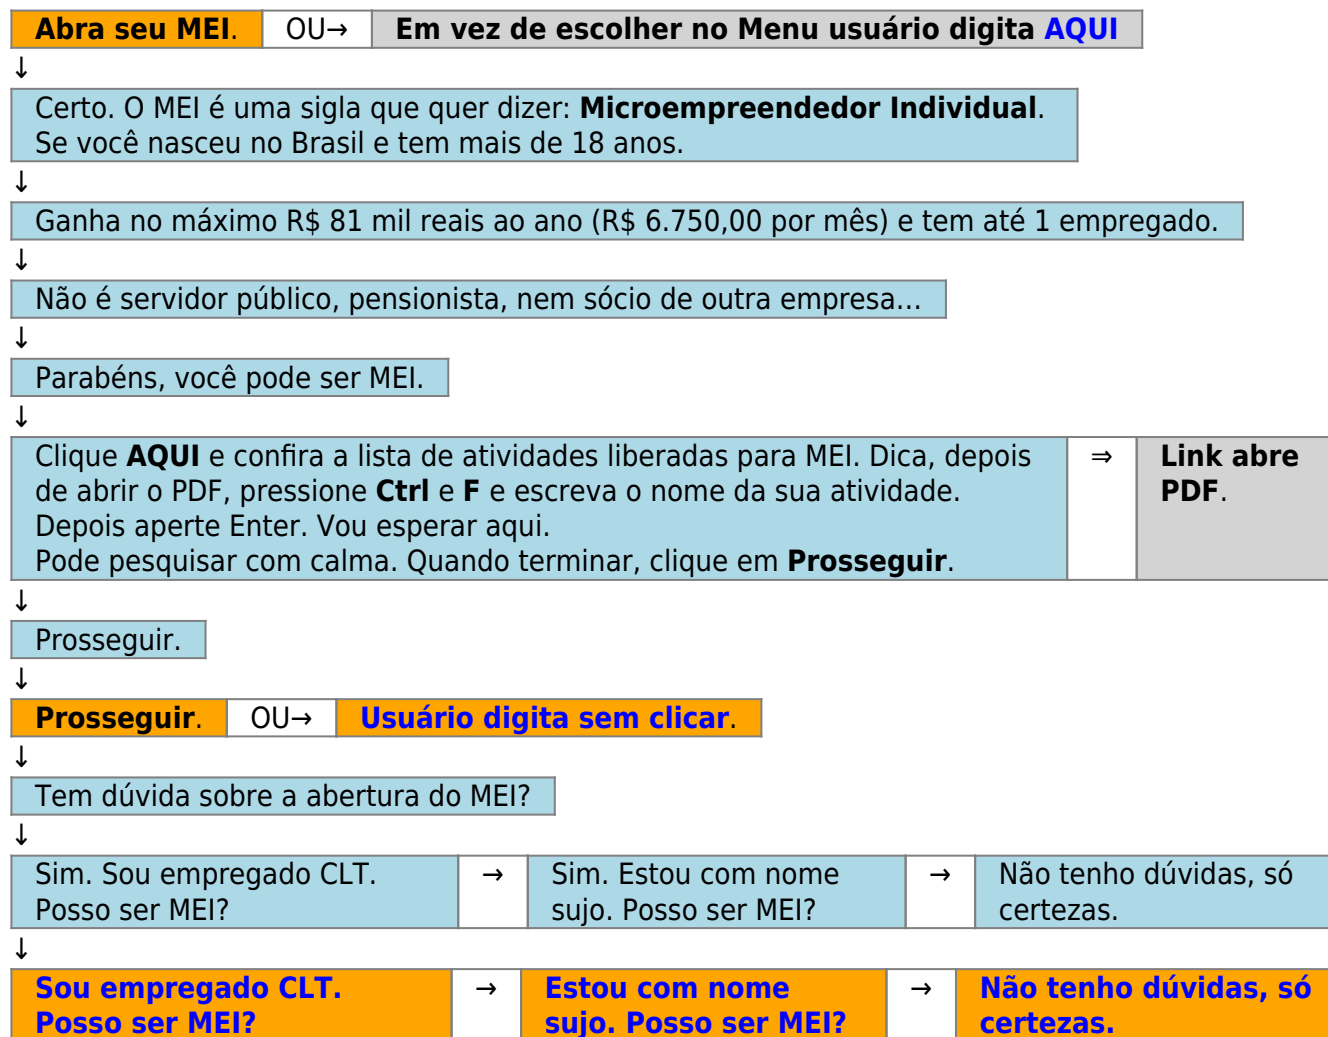 Abra seu MEI. OU→ Em vez de escolher no Menu usuário digita AQUI
↓
Certo. O MEI é uma sigla que quer dizer: Microempreendedor Individual.
Se você nasceu no Brasil e tem mais de 18 anos.
↓
Ganha no máximo R$ 81 mil reais ao ano (R$ 6.750,00 por mês) e tem até 1 empregado.
↓
Não é servidor público, pensionista, nem sócio de outra empresa…
↓
Parabéns, você pode ser MEI.
↓
Clique AQUI e confira a lista de atividades liberadas para MEI. Dica, depois
de abrir o PDF, pressione Ctrl e F e escreva o nome da sua atividade.
Depois aperte Enter. Vou esperar aqui.
Pode pesquisar com calma. Quando terminar, clique em Prosseguir.
⇒
Link abre
PDF.
↓
Prosseguir.
↓
Prosseguir. OU→ Usuário digita sem clicar.
↓
Tem dúvida sobre a abertura do MEI?
↓
Sim. Sou empregado CLT.
Posso ser MEI?
→
Sim. Estou com nome
sujo. Posso ser MEI?
→
Não tenho dúvidas, só
certezas.
↓
Sou empregado CLT.
Posso ser MEI?
→
Estou com nome
sujo. Posso ser MEI?
→
Não tenho dúvidas, só
certezas.